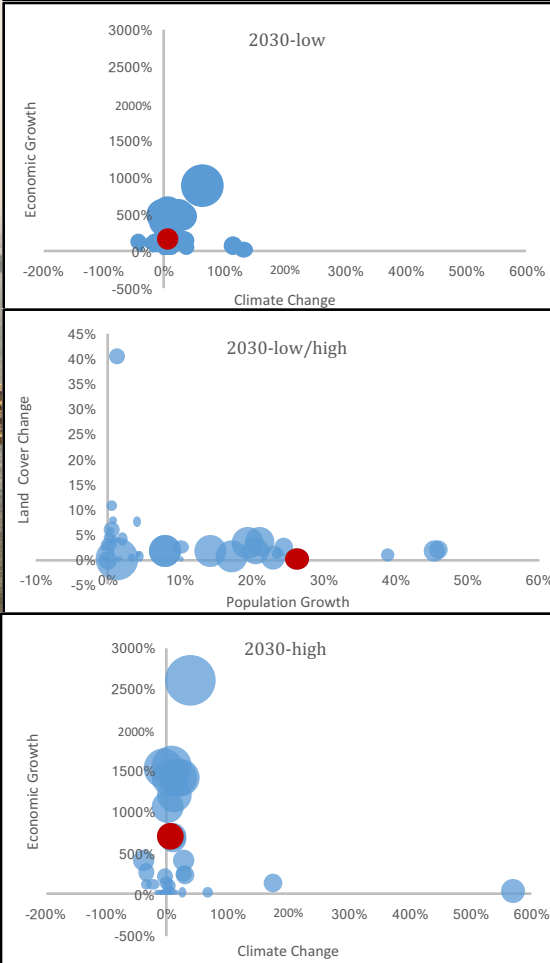 2030-low
3000%
2500%
2000%
1500%
1000%
500%
0%
-500%
-200% -100% 0% 100% 200% 300% 400% 500% 600%
Economic Growth
Climate Change
2030-low/high
45%
40%
35%
30%
25%
20%
15%
10%
5%
0%
-5%
-10% 0% 10% 20% 30% 40% 50% 60%
Land Cover Change
Population Growth
2030-high
3000%
2500%
2000%
1500%
1000%
500%
0%
-500%
-200% -100% 0% 100% 200% 300% 400% 500% 600%
Economic Growth
Climate Change